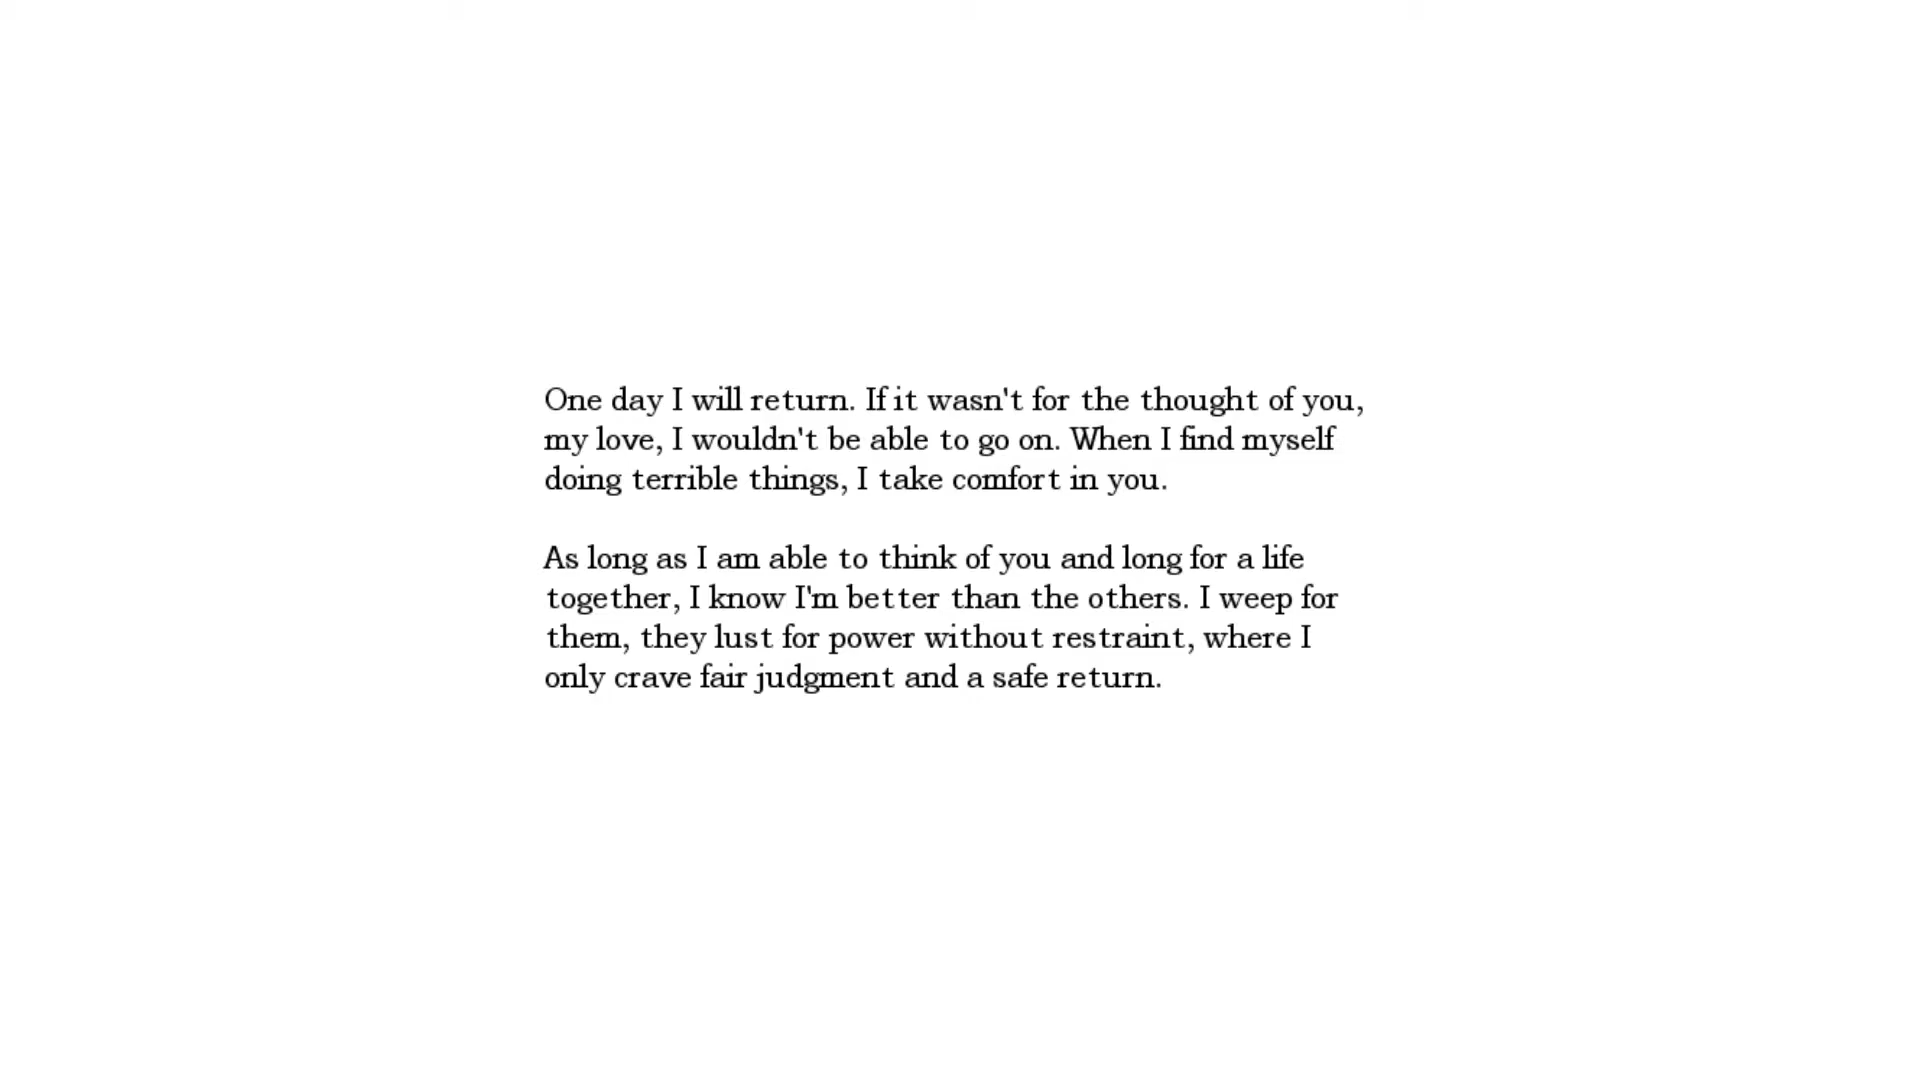 One day I will return. If it wasn't for the thought of you,
my love, I wouldn't be able to go on. When I find myself
doing terrible things, I take comfort in you.
As long as I am able to think of you and long for a life
together, I know I'm better than the others. I weep for
them, they lust for power without restraint, where I
only crave fair judgment and a safe return.